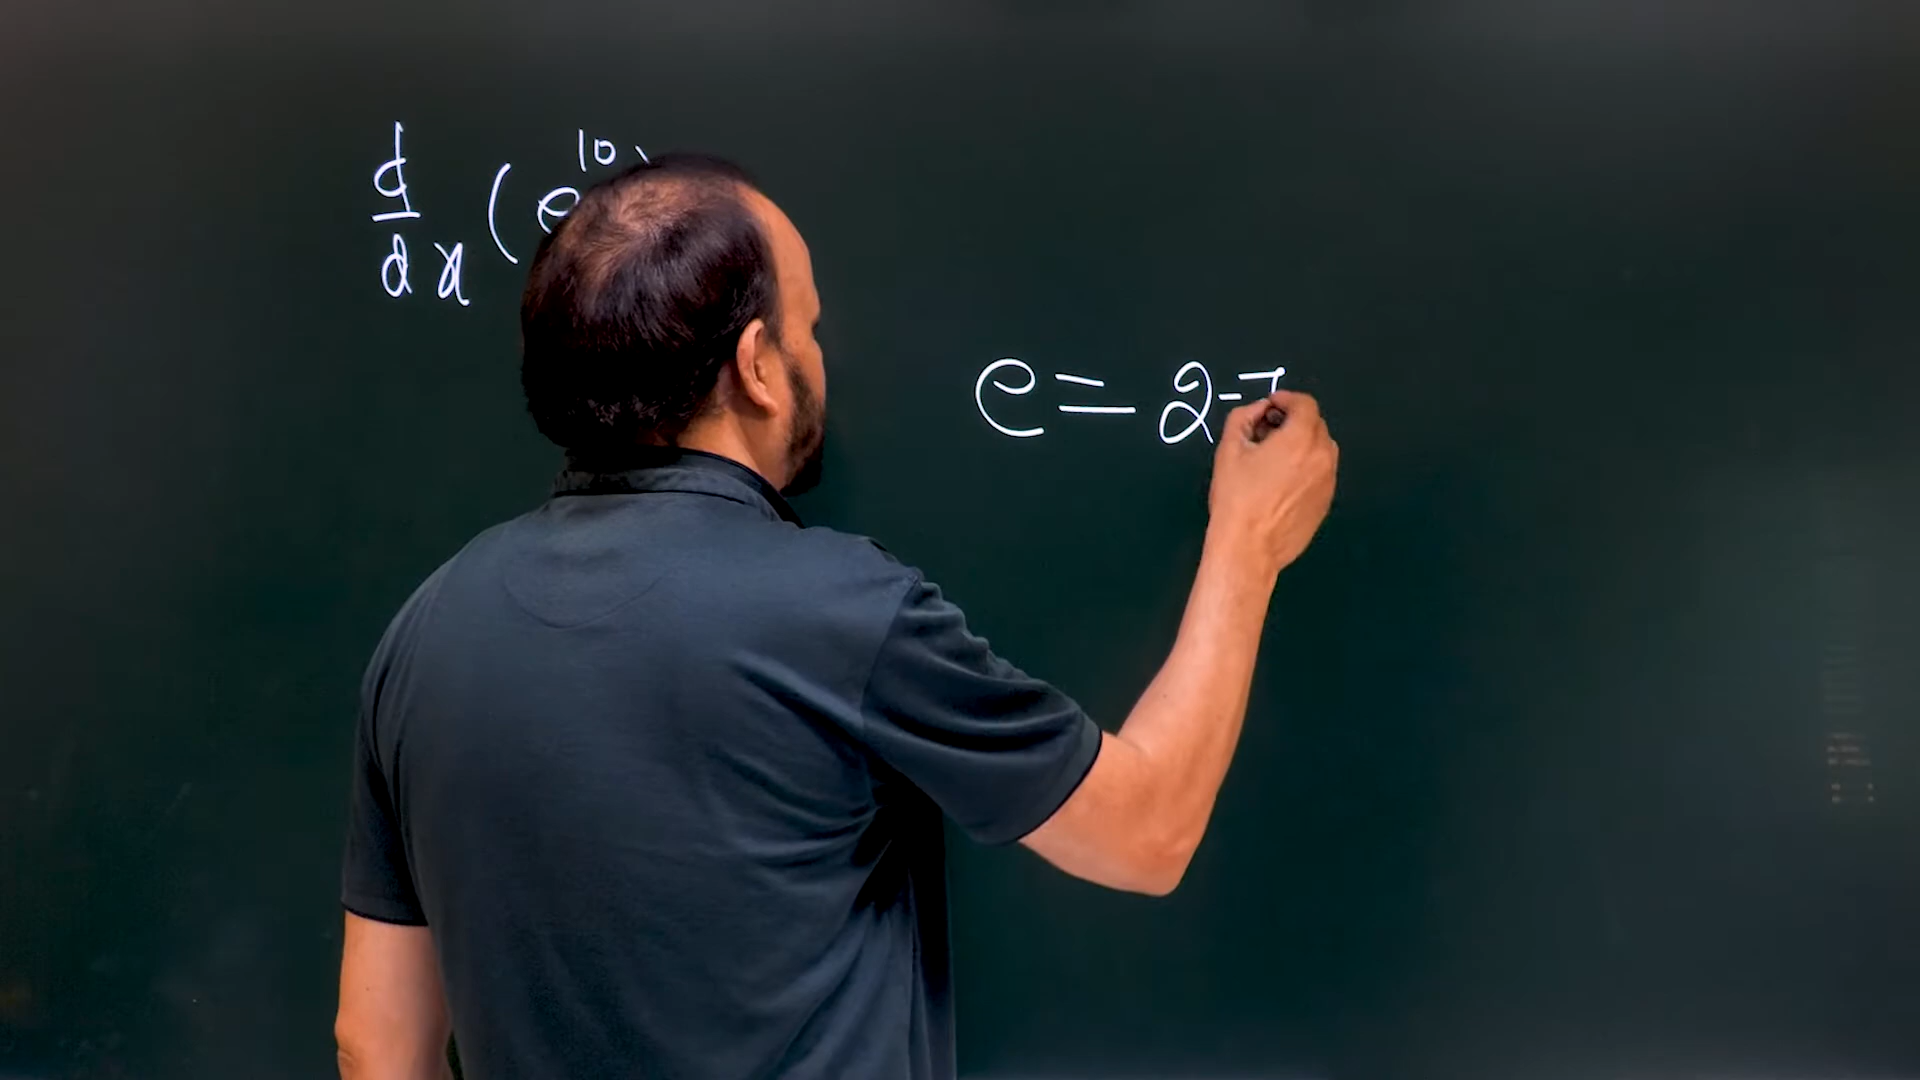 d/dx (e^10)
e = 2.7